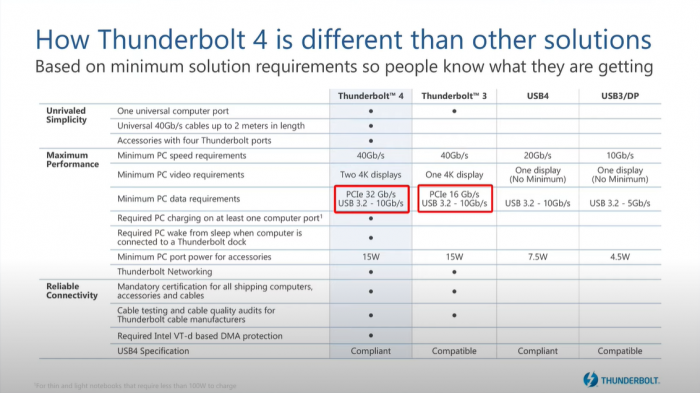 How Thunderbolt 4 is different than other solutions
Based on minimum solution requirements so people know what they are getting
Thunderbolt™ 4 Thunderbolt™ 3 USB4 USB3/DP
Unrived Simplicity One universal computer port • •
Universal 40Gb/s cables up to 2 meters in length •
Accessories with four Thunderbolt ports •
Maximum Performance Minimum PC speed requirements 40Gb/s 40Gb/s 20Gb/s 10Gb/s
Minimum PC video requirements Two 4K displays One 4K display One display (No Minimum) One display (No Minimum)
Minimum PC data requirements PCIe 32 Gb/s USB 3.2 - 10Gb/s PCIe 16 Gb/s USB 3.2 - 10Gb/s USB 3.2 - 10Gb/s USB 3.2 - 5Gb/s
Required PC charging on at least one computer port¹ •
Required PC wake from sleep when computer is connected to a Thunderbolt dock •
Minimum PC port power for accessories 15W 15W 7.5W 4.5W
Thunderbolt Networking • •
Reliable Connectivity Mandatory certification for all shipping computers, accessories and cables • •
Cable testing and cable quality audits for Thunderbolt cable manufacturers • •
Required Intel VT-d based DMA protection •
USB4 Specification Compliant Compatible Compliant Compatible
¹For thin and light notebooks that require less than 100W to charge
THUNDERBOLT.